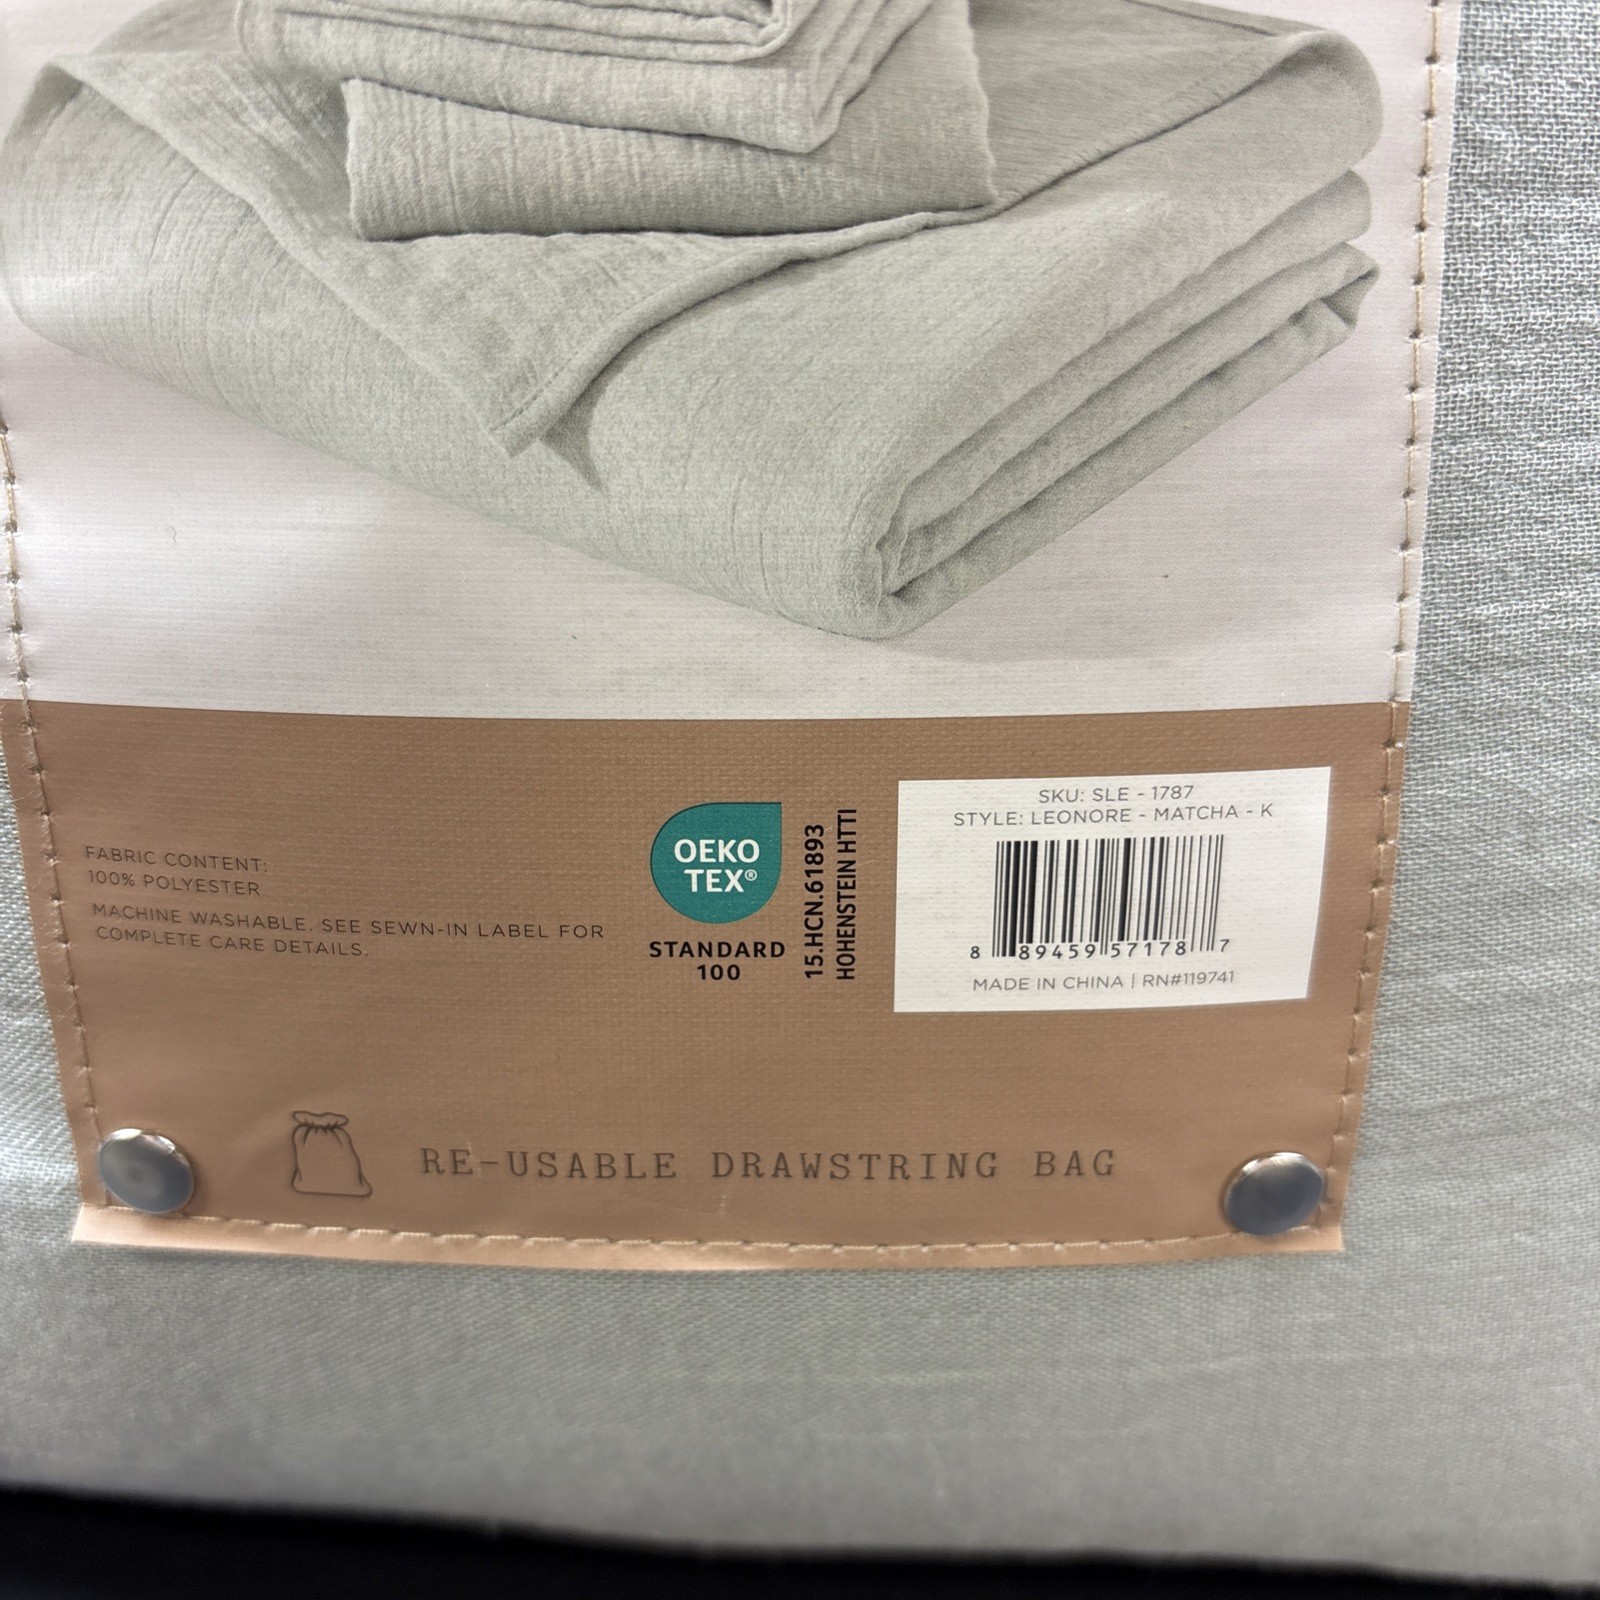 FABRIC CONTENT:
100% POLYESTER
MACHINE WASHABLE. SEE SEWN-IN LABEL FOR
COMPLETE CARE DETAILS.
OEKO
TEX®
STANDARD
100
15.HCN.61893
HOHENSTEIN HTTI
SKU: SLE - 1787
STYLE: LEONORE - MATCHA - K
8 89459 57178 7
MADE IN CHINA | RN#119741
RE-USABLE DRAWSTRING BAG